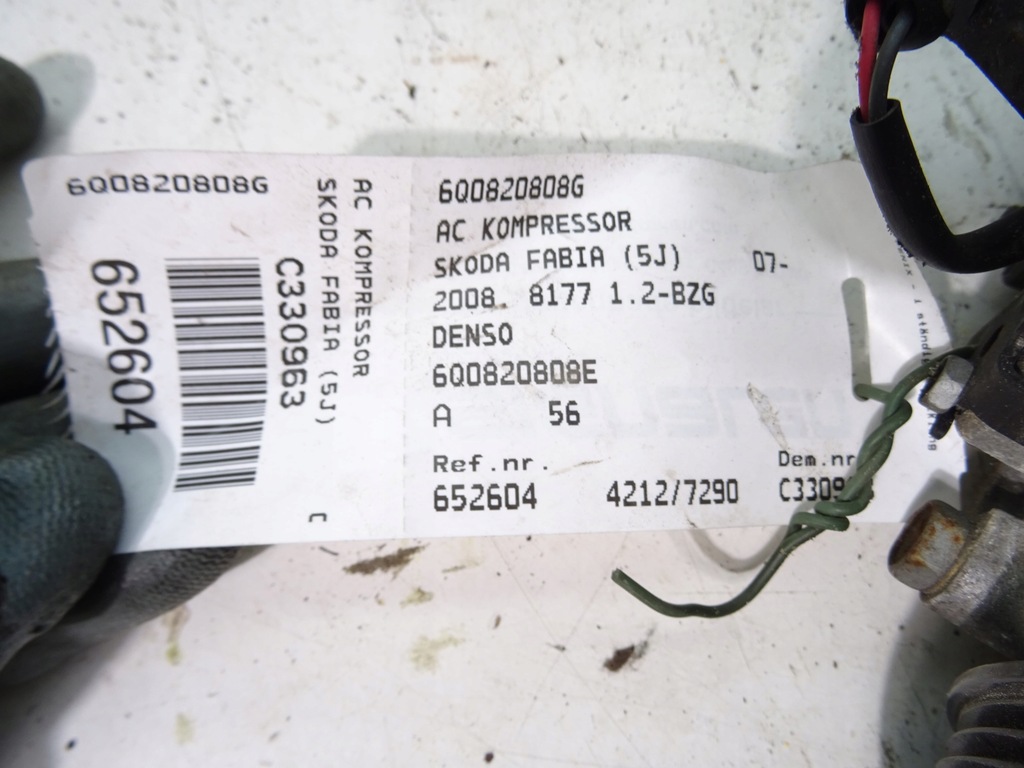 6Q0820808G
652604
C330963
SKODA FABIA (5J)
AC KOMPRESSOR
C
6Q0820808G
AC KOMPRESSOR
SKODA FABIA (5J) 07-
2008. 8177 1.2-BZG
DENSO
6Q0820808E
A 56
Ref.nr. Dem.nr
652604 4212/7290